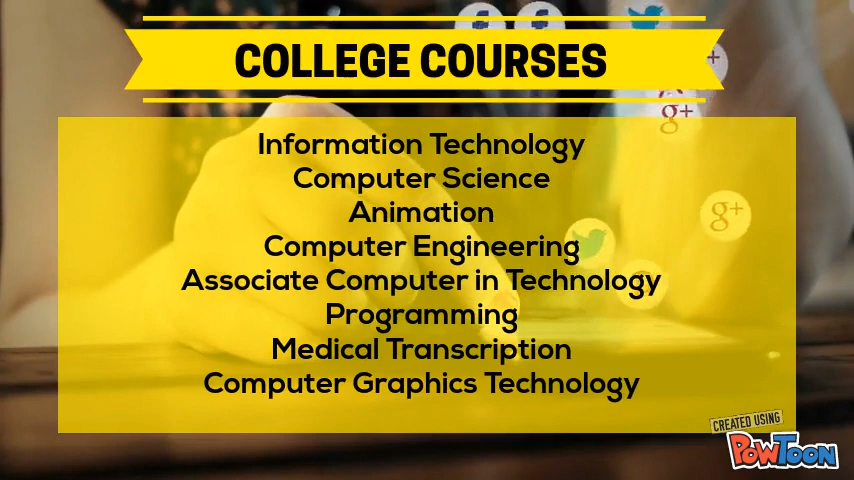 COLLEGE COURSES
Information Technology
Computer Science
Animation
Computer Engineering
Associate Computer in Technology
Programming
Medical Transcription
Computer Graphics Technology
g+
g+
CREATED USING
POWTOON